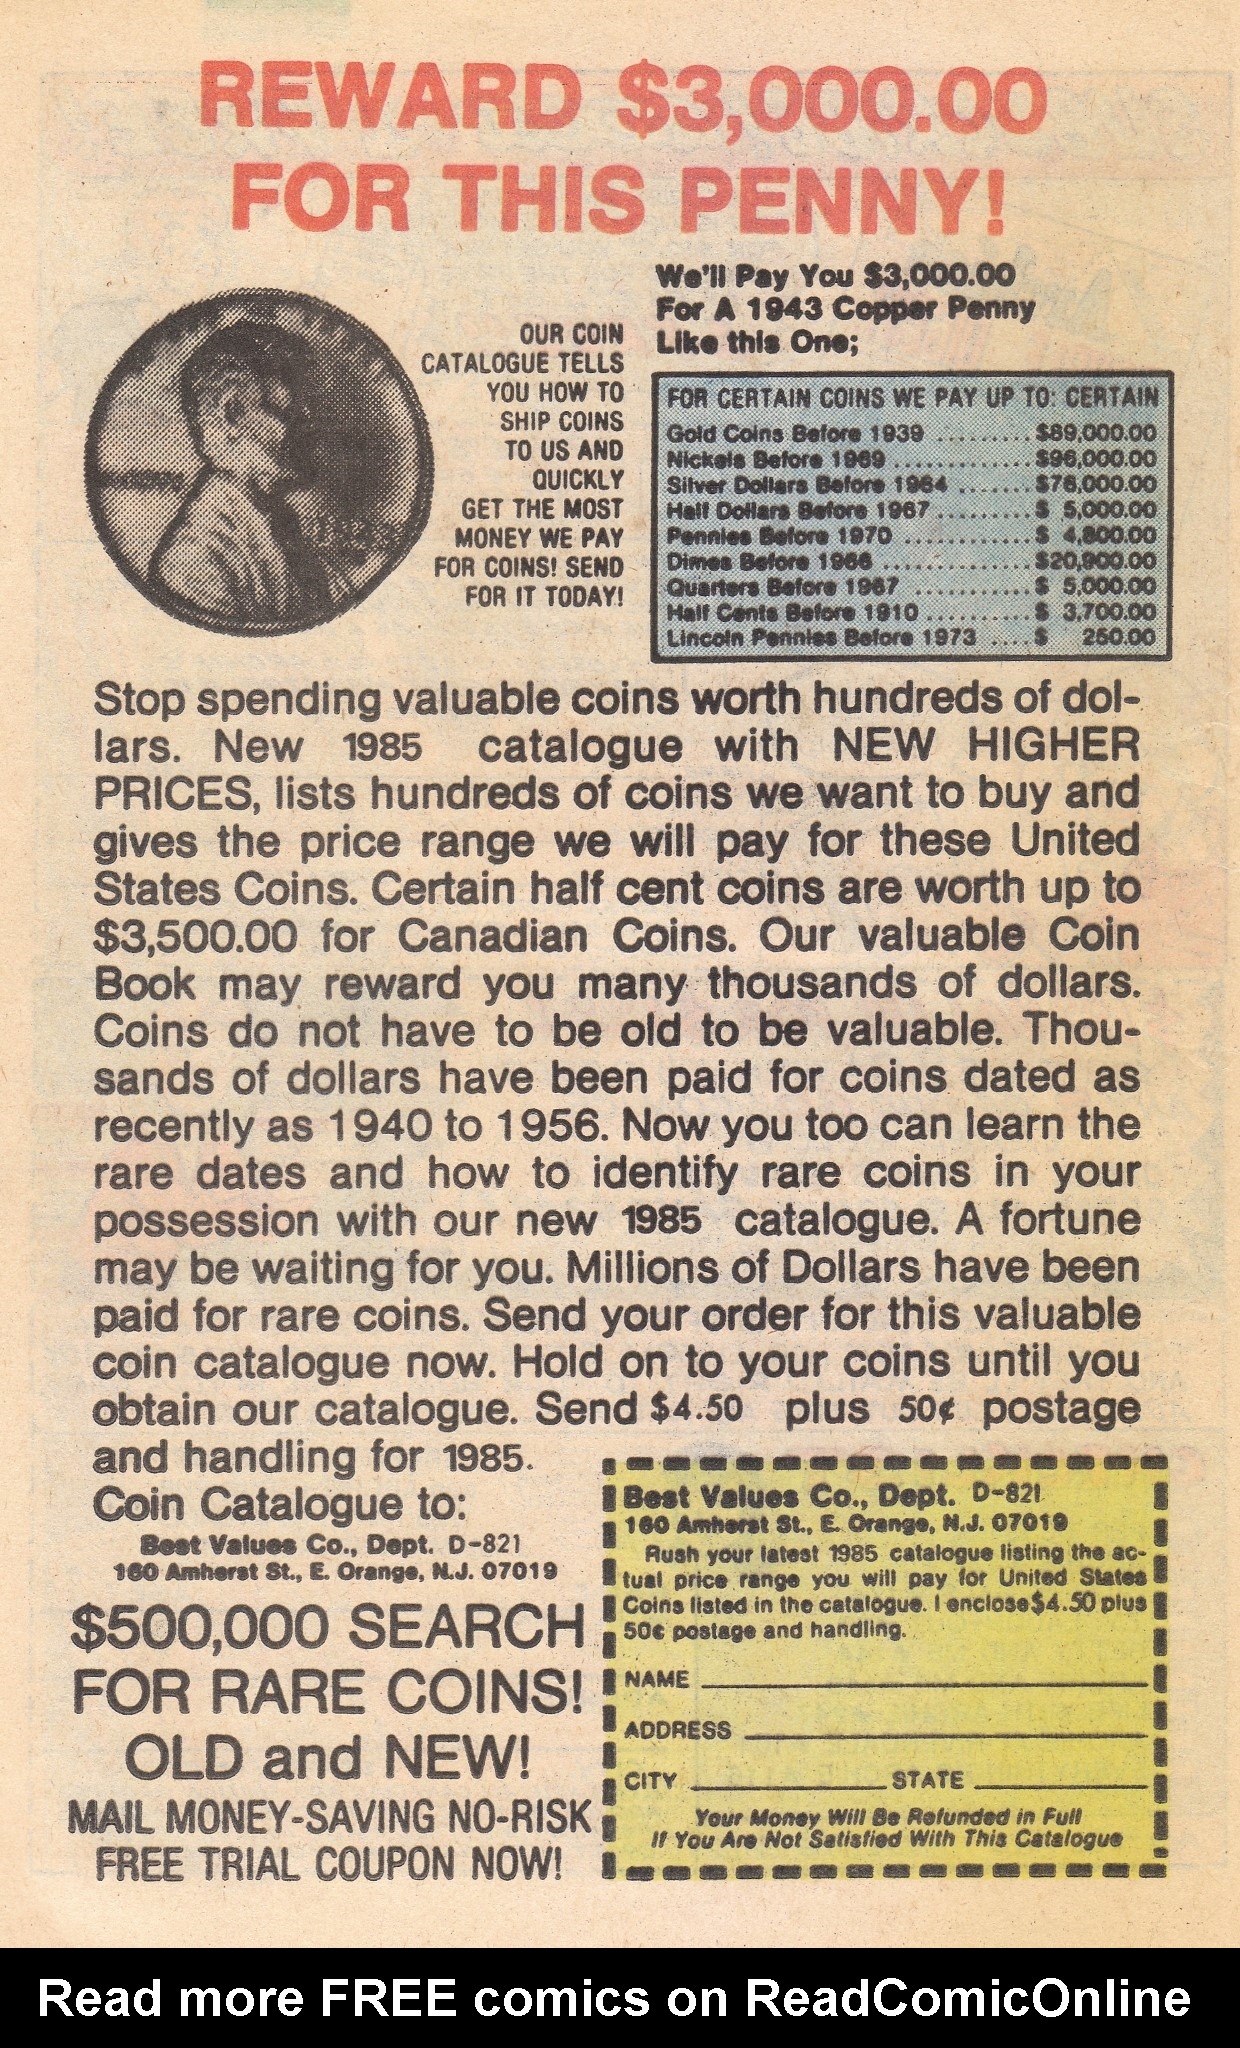 REWARD $3,000.00
FOR THIS PENNY!
We'll Pay You $3,000.00
For A 1943 Copper Penny
Like this One;
OUR COIN
CATALOGUE TELLS
YOU HOW TO
SHIP COINS
TO US AND
QUICKLY
GET THE MOST
MONEY WE PAY
FOR COINS! SEND
FOR IT TODAY!
1943
FOR CERTAIN COINS WE PAY UP TO: CERTAIN
Gold Coins Before 1939 .......... $89,000.00
Nickels Before 1969 .............. $96,000.00
Silver Dollars Before 1964 ....... $76,000.00
Half Dollars Before 1967 .......... $ 5,000.00
Pennies Before 1970 ............. $ 4,800.00
Dimes Before 1966 ............... $20,900.00
Quarters Before 1967 ............ $ 5,000.00
Half Cents Before 1910 ........... $ 3,700.00
Lincoln Pennies Before 1973 ..... $ 250.00
Stop spending valuable coins worth hundreds of dol-
lars. New 1985 catalogue with NEW HIGHER
PRICES, lists hundreds of coins we want to buy and
gives the price range we will pay for these United
States Coins. Certain half cent coins are worth up to
$3,500.00 for Canadian Coins. Our valuable Coin
Book may reward you many thousands of dollars.
Coins do not have to be old to be valuable. Thou-
sands of dollars have been paid for coins dated as
recently as 1940 to 1956. Now you too can learn the
rare dates and how to identify rare coins in your
possession with our new 1985 catalogue. A fortune
may be waiting for you. Millions of Dollars have been
paid for rare coins. Send your order for this valuable
coin catalogue now. Hold on to your coins until you
obtain our catalogue. Send $4.50 plus 50¢ postage
and handling for 1985.
Coin Catalogue to:
Best Values Co., Dept. D-821
160 Amherst St., E. Orange, N.J. 07019
$500,000 SEARCH
FOR RARE COINS!
OLD and NEW!
MAIL MONEY-SAVING NO-RISK
FREE TRIAL COUPON NOW!
Best Values Co., Dept. D-821
160 Amherst St., E. Orange, N.J. 07019
Rush your latest 1985 catalogue listing the ac-
tual price range you will pay for United States
Coins listed in the catalogue. I enclose $4.50 plus
50¢ postage and handling.
NAME
ADDRESS
CITY STATE
Your Money Will Be Refunded in Full
If You Are Not Satisfied With This Catalogue
Read more FREE comics on ReadComicOnline